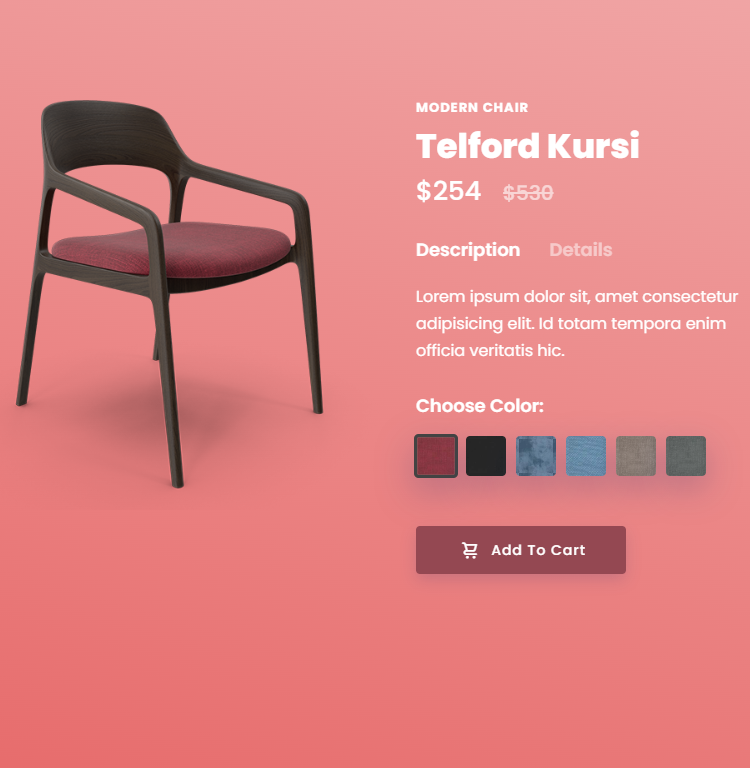 MODERN CHAIR
Telford Kursi
$254 $530
Description Details
Lorem ipsum dolor sit, amet consectetur
adipisicing elit. Id totam tempora enim
officia veritatis hic.
Choose Color:
Add To Cart